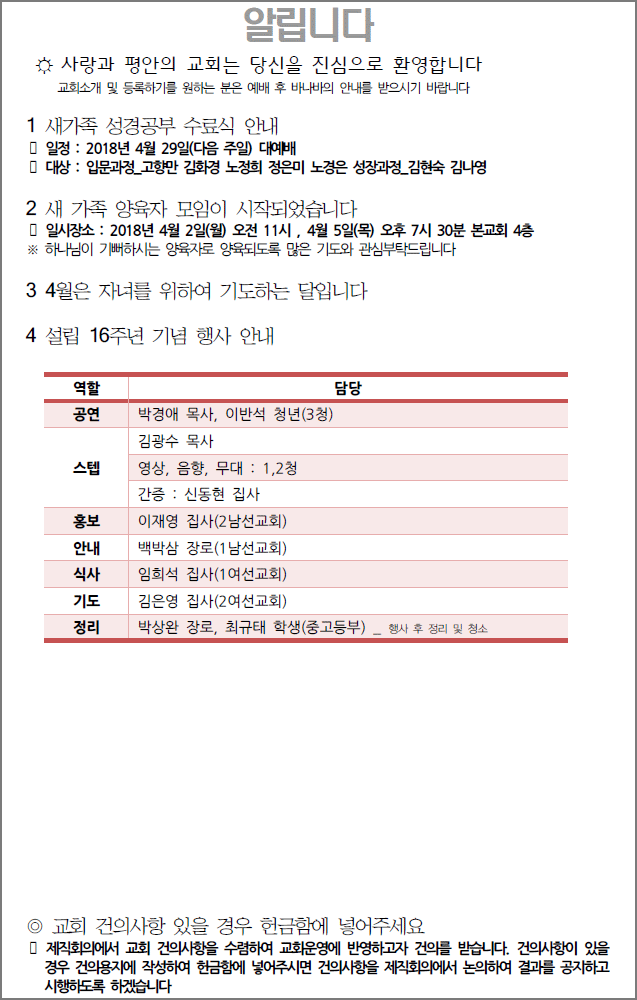 알립니다
☼ 사랑과 평안의 교회는 당신을 진심으로 환영합니다
교회소개 및 등록하기를 원하는 분은 예배 후 바나바의 안내를 받으시기 바랍니다
1 새가족 성경공부 수료식 안내
▯ 일정 : 2018년 4월 29일(다음 주일) 대예배
▯ 대상 : 입문과정_고향만 김화경 노정희 정은미 노경은 성장과정_김현숙 김나영
2 새 가족 양육자 모임이 시작되었습니다
▯ 일시장소 : 2018년 4월 2일(월) 오전 11시 , 4월 5일(목) 오후 7시 30분 본교회 4층
※ 하나님이 기뻐하시는 양육자로 양육되도록 많은 기도와 관심부탁드립니다
3 4월은 자녀를 위하여 기도하는 달입니다
4 설립 16주년 기념 행사 안내
역할 담당
공연 박경애 목사, 이반석 청년(3청)
김광수 목사
스텝 영상, 음향, 무대 : 1,2청
간증 : 신동현 집사
홍보 이재영 집사(2남선교회)
안내 백박삼 장로(1남선교회)
식사 임희석 집사(1여선교회)
기도 김은영 집사(2여선교회)
정리 박상완 장로, 최규태 학생(중고등부) _ 행사 후 정리 및 청소
◎ 교회 건의사항 있을 경우 헌금함에 넣어주세요
▯ 제직회의에서 교회 건의사항을 수렴하여 교회운영에 반영하고자 건의를 받습니다. 건의사항이 있을
경우 건의용지에 작성하여 헌금함에 넣어주시면 건의사항을 제직회의에서 논의하여 결과를 공지하고
시행하도록 하겠습니다